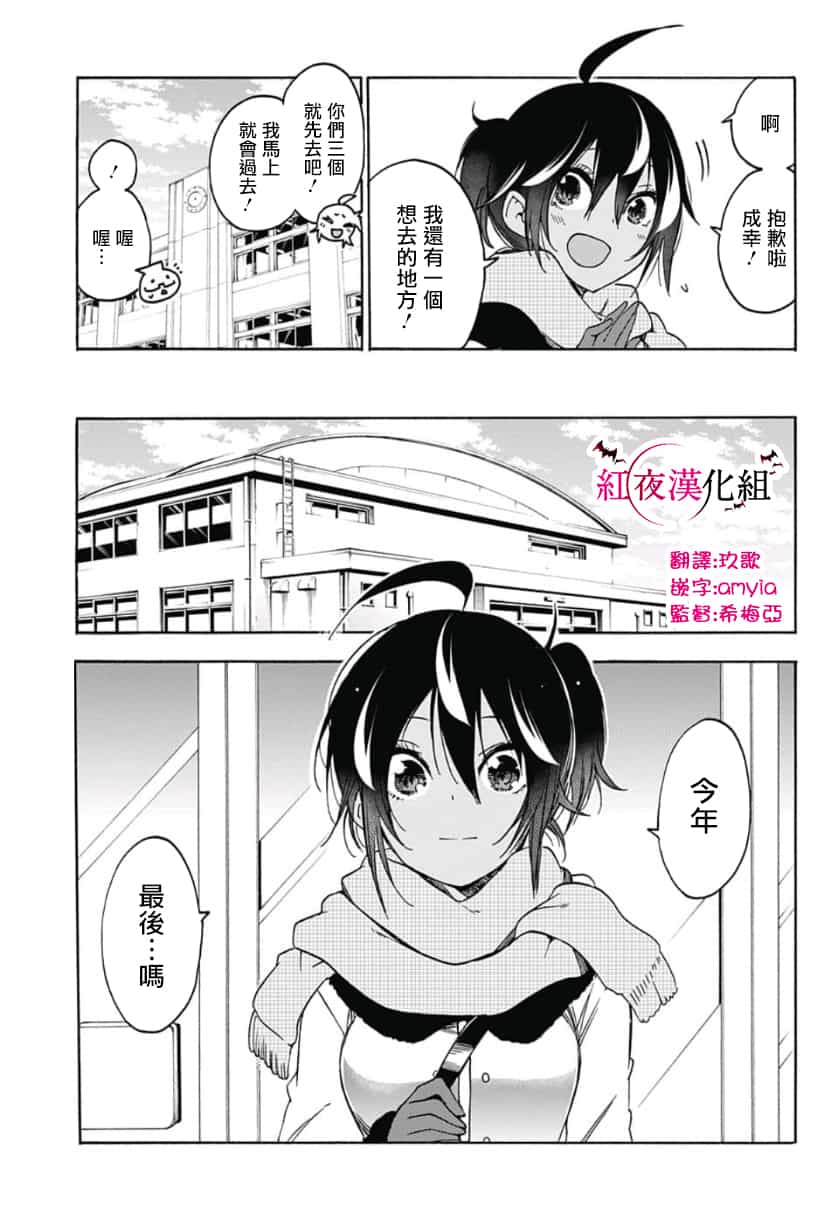 啊
抱歉啦
成幸！
我還有一個
想去的地方！
你們三個
就先去吧！
我馬上
就會過去！
！
喔
喔…
紅夜漢化組
翻譯:玖歌
嵌字:amyia
監督:希梅亞
今年
最後…嗎